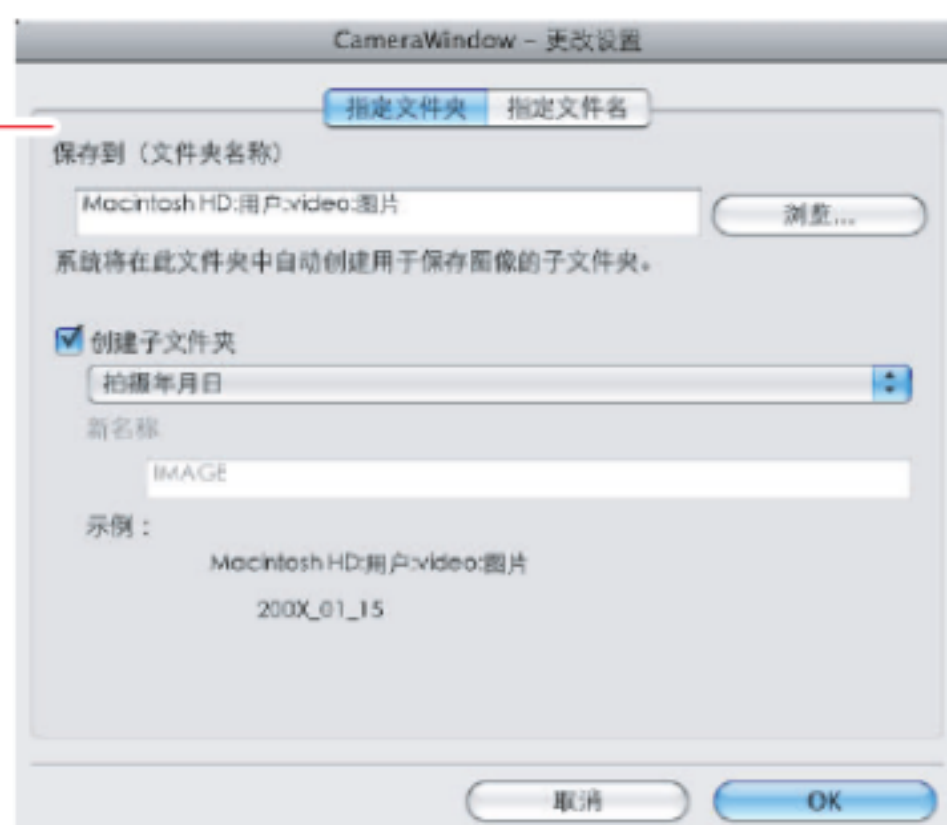 CameraWindow - 更改设置
指定文件夹 指定文件名
保存到（文件夹名称）
Macintosh HD:用户:video:图片 浏览...
系统将在此文件夹中自动创建用于保存图像的子文件夹。
创建子文件夹
拍摄年月日
新名称
IMAGE
示例：
Macintosh HD:用户:video:图片
200X_01_15
取消 OK